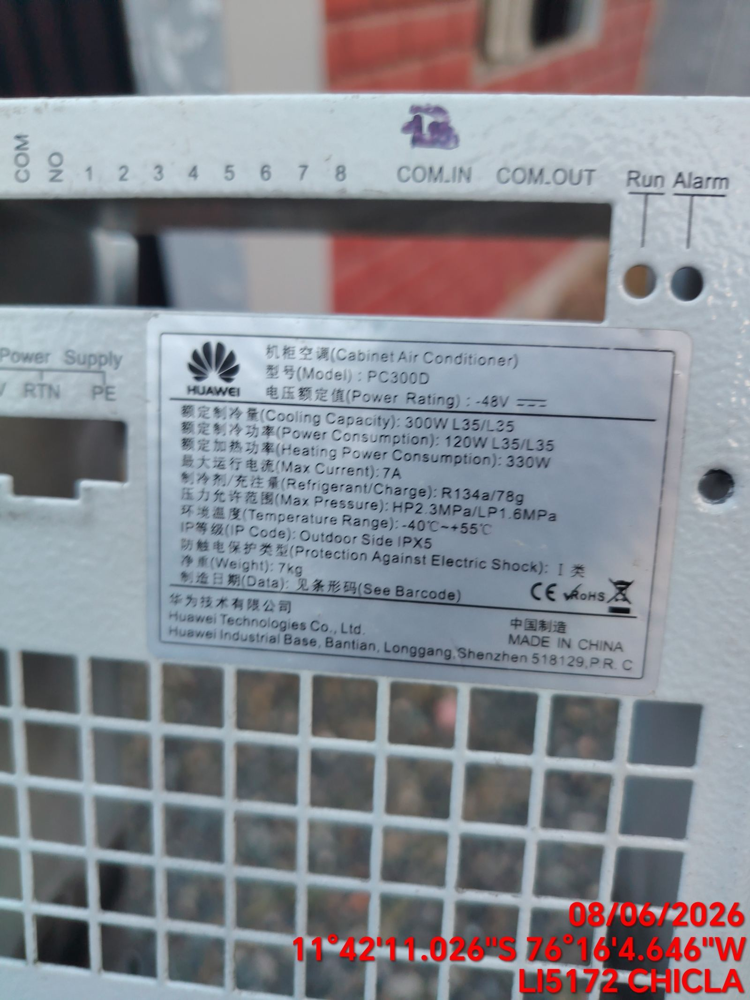 COM NO 1 2 3 4 5 6 7 8 COM_IN COM_OUT Run Alarm
Power Supply
RTN PE
HUAWEI
机柜空调(Cabinet Air Conditioner)
型号(Model) : PC300D
电压额定值(Power Rating) : -48V
额定制冷量(Cooling Capacity): 300W L35/L35
额定制冷功率(Power Consumption): 120W L35/L35
额定加热功率(Heating Power Consumption): 330W
最大运行电流(Max Current): 7A
制冷剂/充注量(Refrigerant/Charge): R134a/78g
压力允许范围(Max Pressure): HP2.3MPa/LP1.6MPa
环境温度(Temperature Range): -40℃~+55℃
IP等级(IP Code): Outdoor Side IPX5
防触电保护类型(Protection Against Electric Shock): I 类
净重(Weight): 7kg
制造日期(Data): 见条形码(See Barcode)
CE RoHS
华为技术有限公司
Huawei Technologies Co., Ltd.
中国制造
MADE IN CHINA
Huawei Industrial Base, Bantian, Longgang, Shenzhen 518129, P.R. C
08/06/2026
11°42'11.026"S 76°16'4.646"W
LI5172 CHICLA